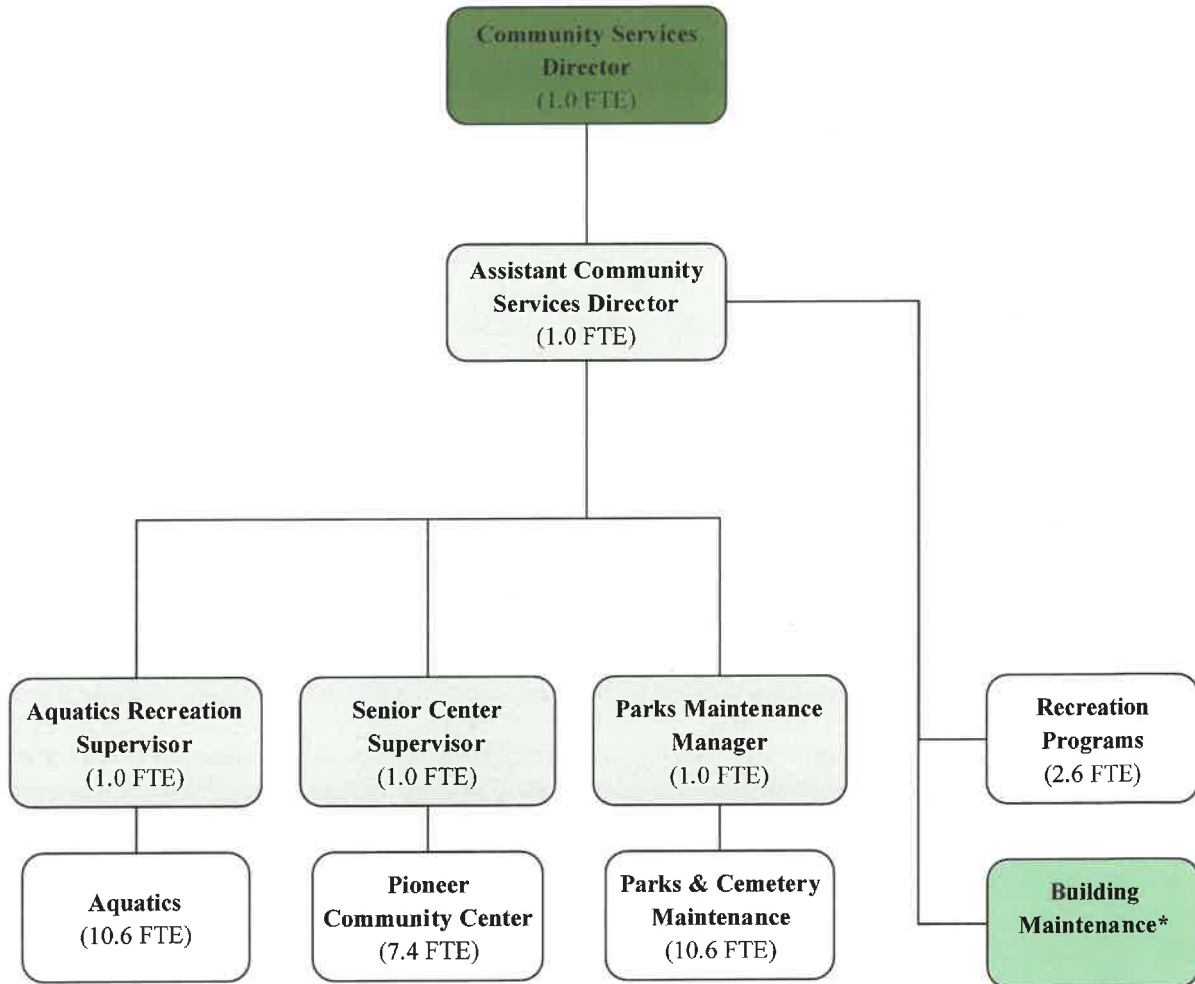 Community Services
Director
(1.0 FTE)
Assistant Community
Services Director
(1.0 FTE)
Aquatics Recreation
Supervisor
(1.0 FTE)
Senior Center
Supervisor
(1.0 FTE)
Parks Maintenance
Manager
(1.0 FTE)
Recreation
Programs
(2.6 FTE)
Aquatics
(10.6 FTE)
Pioneer
Community Center
(7.4 FTE)
Parks & Cemetery
Maintenance
(10.6 FTE)
Building
Maintenance*